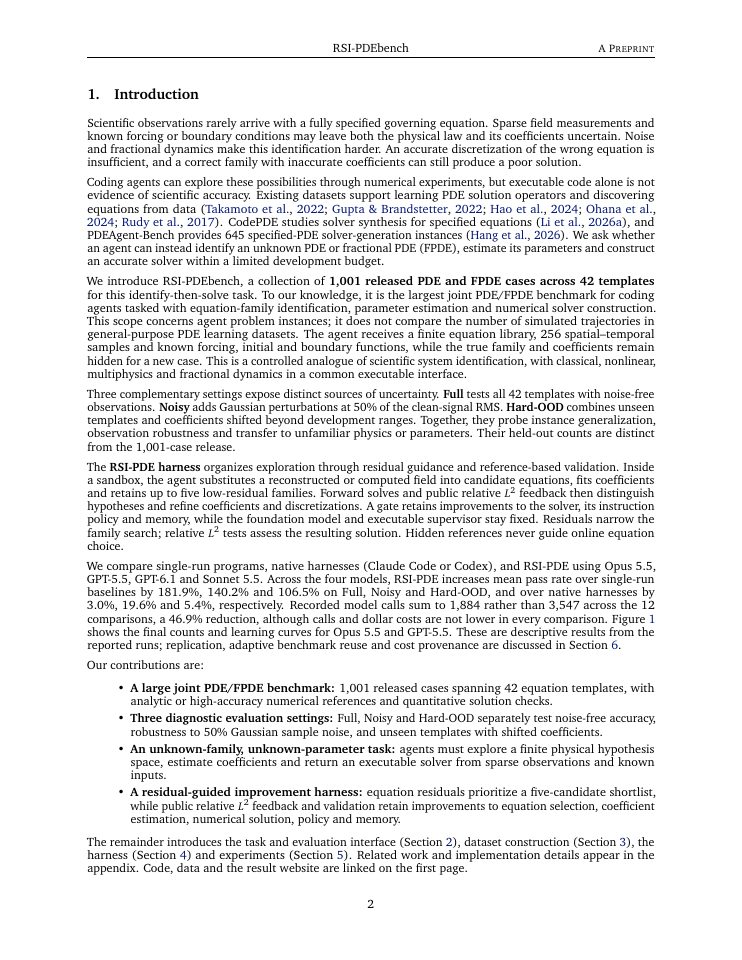 RSI-PDEbench
A PREPRINT
1. Introduction
Scientific observations rarely arrive with a fully specified governing equation. Sparse field measurements and
known forcing or boundary conditions may leave both the physical law and its coefficients uncertain. Noise
and fractional dynamics make this identification harder. An accurate discretization of the wrong equation is
insufficient, and a correct family with inaccurate coefficients can still produce a poor solution.
Coding agents can explore these possibilities through numerical experiments, but executable code alone is not
evidence of scientific accuracy. Existing datasets support learning PDE solution operators and discovering
equations from data (Takamoto et al., 2022; Gupta & Brandstetter, 2022; Hao et al., 2024; Ohana et al.,
2024; Rudy et al., 2017). CodePDE studies solver synthesis for specified equations (Li et al., 2026a), and
PDEAgent-Bench provides 645 specified-PDE solver-generation instances (Hang et al., 2026). We ask whether
an agent can instead identify an unknown PDE or fractional PDE (FPDE), estimate its parameters and construct
an accurate solver within a limited development budget.
We introduce RSI-PDEbench, a collection of 1,001 released PDE and FPDE cases across 42 templates
for this identify-then-solve task. To our knowledge, it is the largest joint PDE/FPDE benchmark for coding
agents tasked with equation-family identification, parameter estimation and numerical solver construction.
This scope concerns agent problem instances; it does not compare the number of simulated trajectories in
general-purpose PDE learning datasets. The agent receives a finite equation library, 256 spatial–temporal
samples and known forcing, initial and boundary functions, while the true family and coefficients remain
hidden for a new case. This is a controlled analogue of scientific system identification, with classical, nonlinear,
multiphysics and fractional dynamics in a common executable interface.
Three complementary settings expose distinct sources of uncertainty. Full tests all 42 templates with noise-free
observations. Noisy adds Gaussian perturbations at 50% of the clean-signal RMS. Hard-OOD combines unseen
templates and coefficients shifted beyond development ranges. Together, they probe instance generalization,
observation robustness and transfer to unfamiliar physics or parameters. Their held-out counts are distinct
from the 1,001-case release.
The RSI-PDE harness organizes exploration through residual guidance and reference-based validation. Inside
a sandbox, the agent substitutes a reconstructed or computed field into candidate equations, fits coefficients
and retains up to five low-residual families. Forward solves and public relative L² feedback then distinguish
hypotheses and refine coefficients and discretizations. A gate retains improvements to the solver, its instruction
policy and memory, while the foundation model and executable supervisor stay fixed. Residuals narrow the
family search; relative L² tests assess the resulting solution. Hidden references never guide online equation
choice.
We compare single-run programs, native harnesses (Claude Code or Codex), and RSI-PDE using Opus 5.5,
GPT-5.5, GPT-6.1 and Sonnet 5.5. Across the four models, RSI-PDE increases mean pass rate over single-run
baselines by 181.9%, 140.2% and 106.5% on Full, Noisy and Hard-OOD, and over native harnesses by
3.0%, 19.6% and 5.4%, respectively. Recorded model calls sum to 1,884 rather than 3,547 across the 12
comparisons, a 46.9% reduction, although calls and dollar costs are not lower in every comparison. Figure 1
shows the final counts and learning curves for Opus 5.5 and GPT-5.5. These are descriptive results from the
reported runs; replication, adaptive benchmark reuse and cost provenance are discussed in Section 6.
Our contributions are:
• A large joint PDE/FPDE benchmark: 1,001 released cases spanning 42 equation templates, with
analytic or high-accuracy numerical references and quantitative solution checks.
• Three diagnostic evaluation settings: Full, Noisy and Hard-OOD separately test noise-free accuracy,
robustness to 50% Gaussian sample noise, and unseen templates with shifted coefficients.
• An unknown-family, unknown-parameter task: agents must explore a finite physical hypothesis
space, estimate coefficients and return an executable solver from sparse observations and known
inputs.
• A residual-guided improvement harness: equation residuals prioritize a five-candidate shortlist,
while public relative L² feedback and validation retain improvements to equation selection, coefficient
estimation, numerical solution, policy and memory.
The remainder introduces the task and evaluation interface (Section 2), dataset construction (Section 3), the
harness (Section 4) and experiments (Section 5). Related work and implementation details appear in the
appendix. Code, data and the result website are linked on the first page.
2